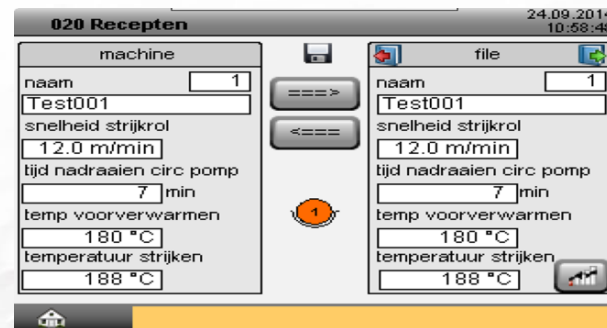 020 Recepten
24.09.2014
10:58:48
machine
naam 1
Test001
snelheid strijkrol
12.0 m/min
tijd nadraaien circ pomp
7 min
temp voorverwarmen
180 °C
temperatuur strijken
188 °C
===>
<===
1
file
naam 1
Test001
snelheid strijkrol
12.0 m/min
tijd nadraaien circ pomp
7 min
temp voorverwarmen
180 °C
temperatuur strijken
188 °C